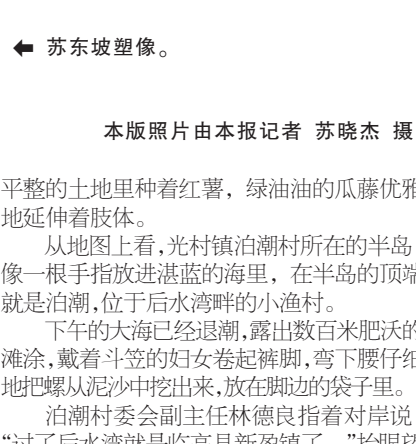 ← 苏东坡塑像。
本版照片由本报记者 苏晓杰 摄
平整的土地里种着红薯，绿油油的瓜藤优雅
地延伸着肢体。
从地图上看，光村镇泊潮村所在的半岛
像一根手指放进湛蓝的海里，在半岛的顶端
就是泊潮，位于后水湾畔的小渔村。
下午的大海已经退潮，露出数百米肥沃的
滩涂，戴着斗笠的妇女卷起裤脚，弯下腰仔细
地把螺从泥沙中挖出来，放在脚边的袋子里。
泊潮村委会副主任林德良指着对岸说
“过了后水湾就是临高县新盈镇了。”